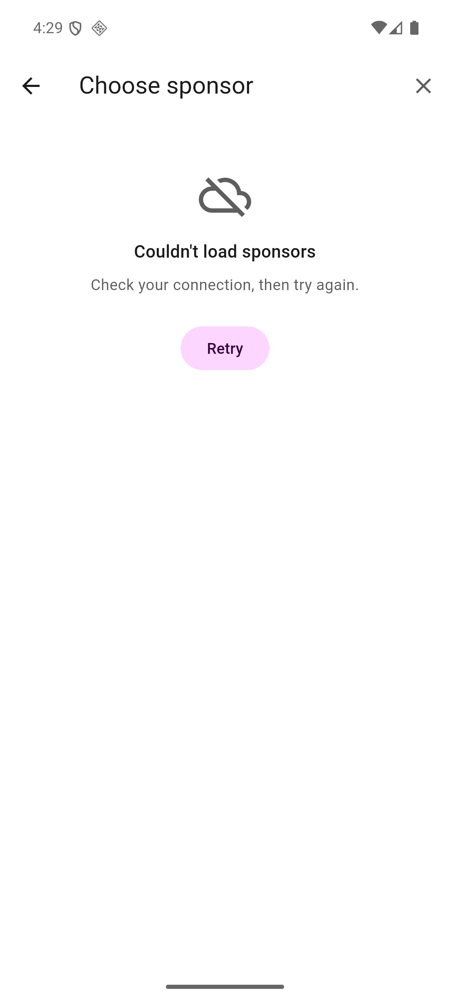 4:29
Choose sponsor
Couldn't load sponsors
Check your connection, then try again.
Retry